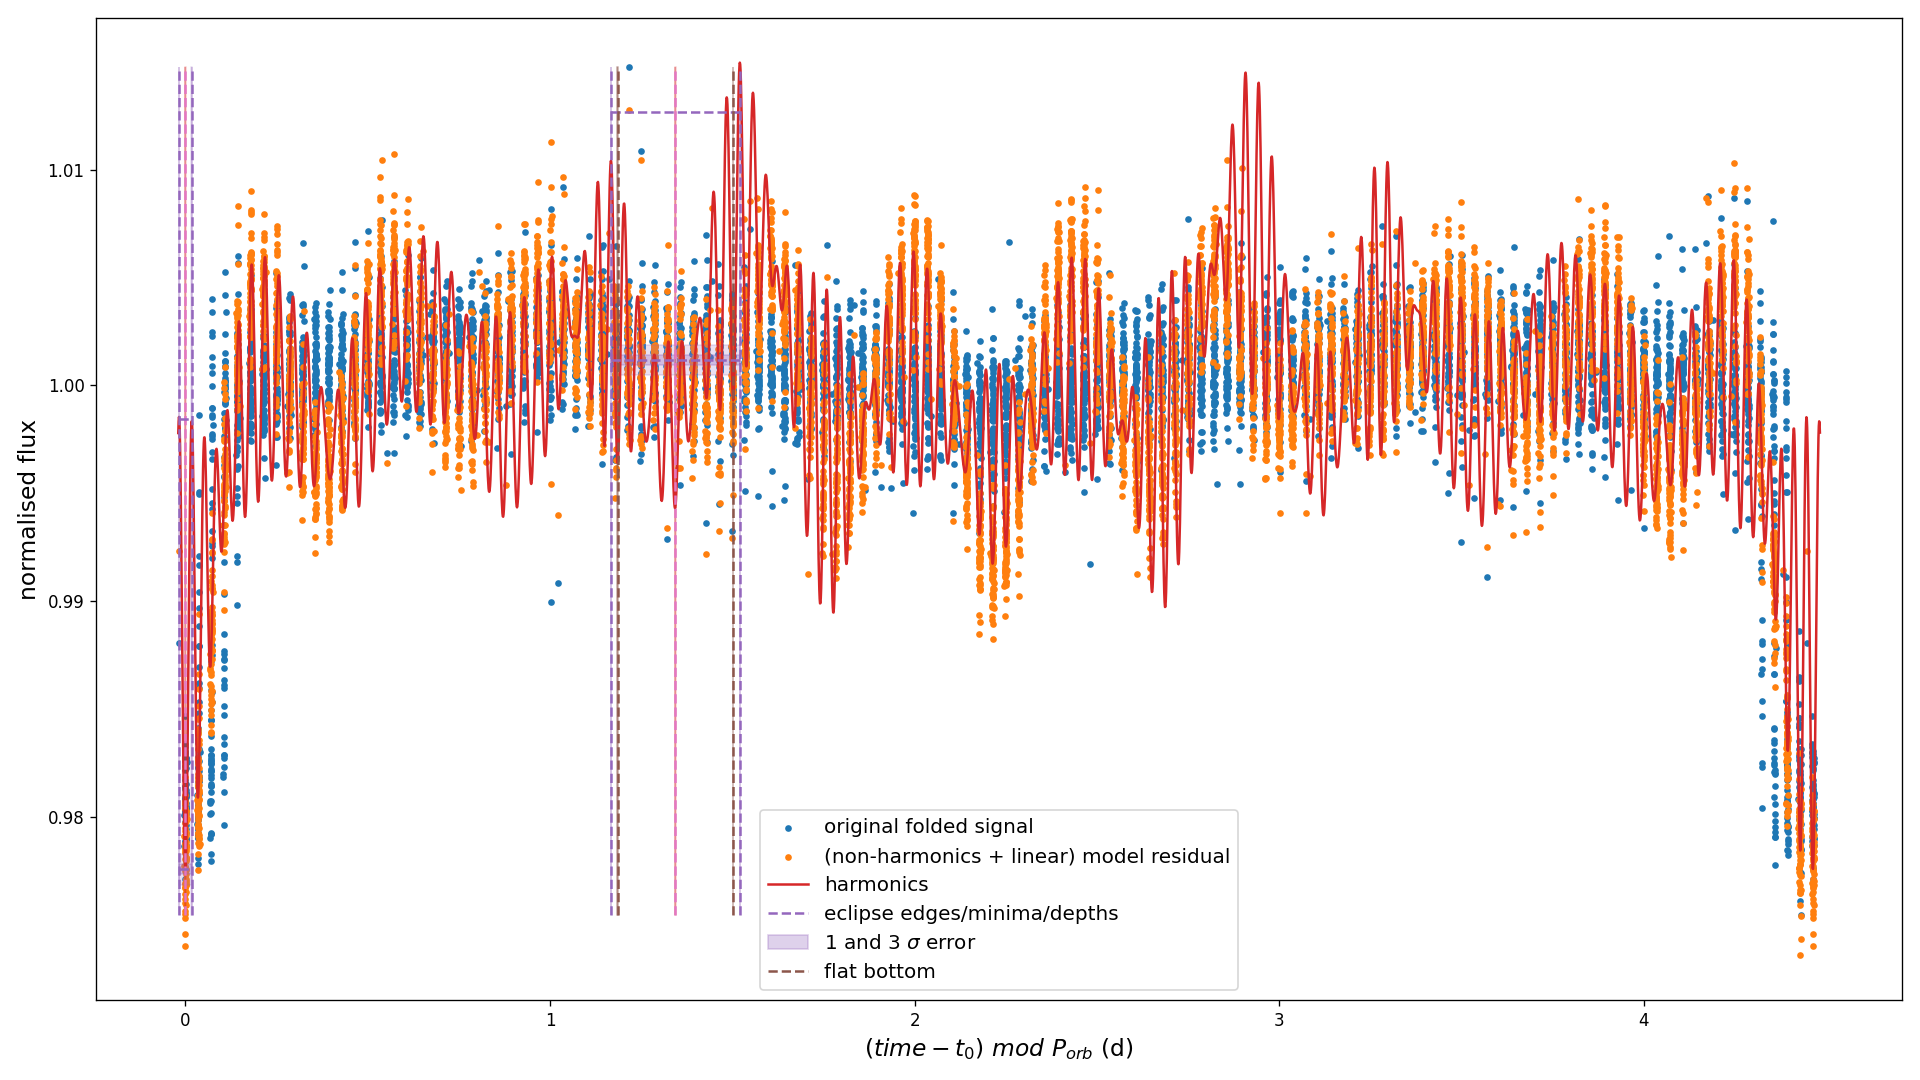 normalised flux
1.01
1.00
0.99
0.98
original folded signal
(non-harmonics + linear) model residual
harmonics
eclipse edges/minima/depths
1 and 3 σ error
flat bottom
0 1 2 3 4
(time − t₀) mod Pₒᵣb (d)